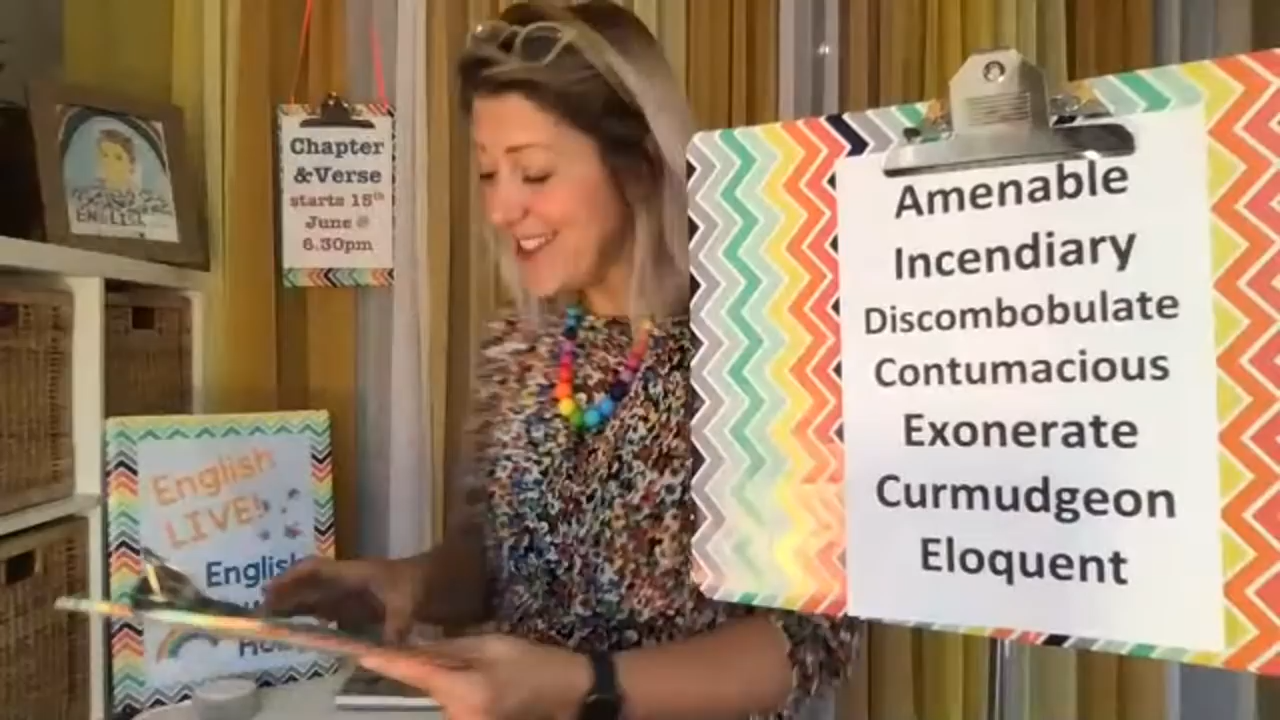 Chapter
&Verse
starts 15th
June @
6.30pm
English
LIVE!
English
Amenable
Incendiary
Discombobulate
Contumacious
Exonerate
Curmudgeon
Eloquent